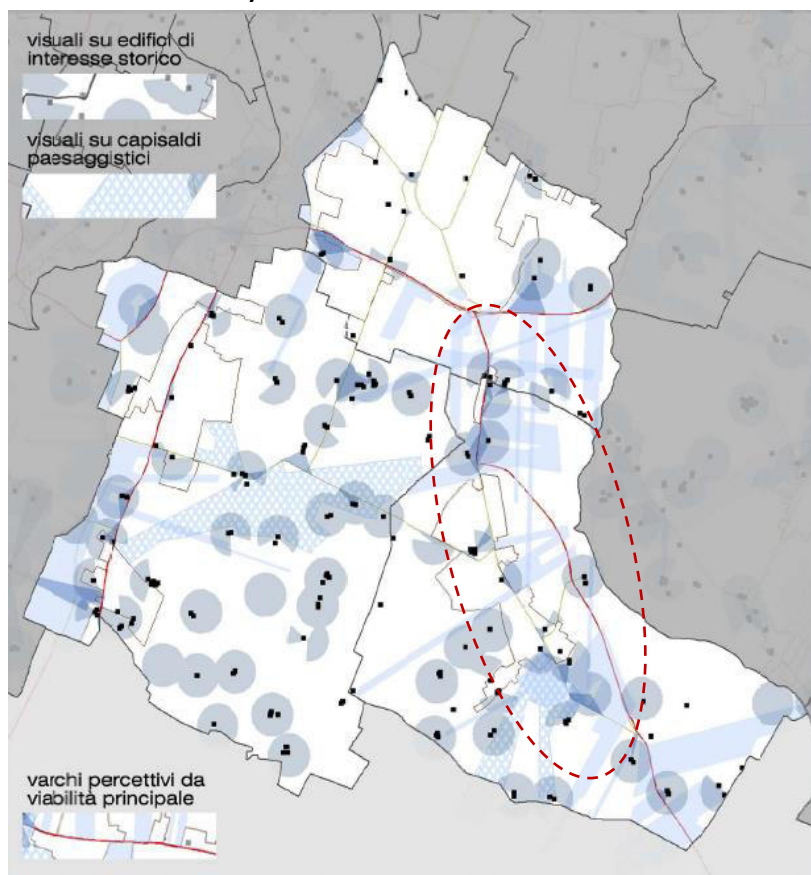 visuali su edifici di
interesse storico
visuali su capisaldi
paesaggistici
varchi percettivi da
viabilità principale